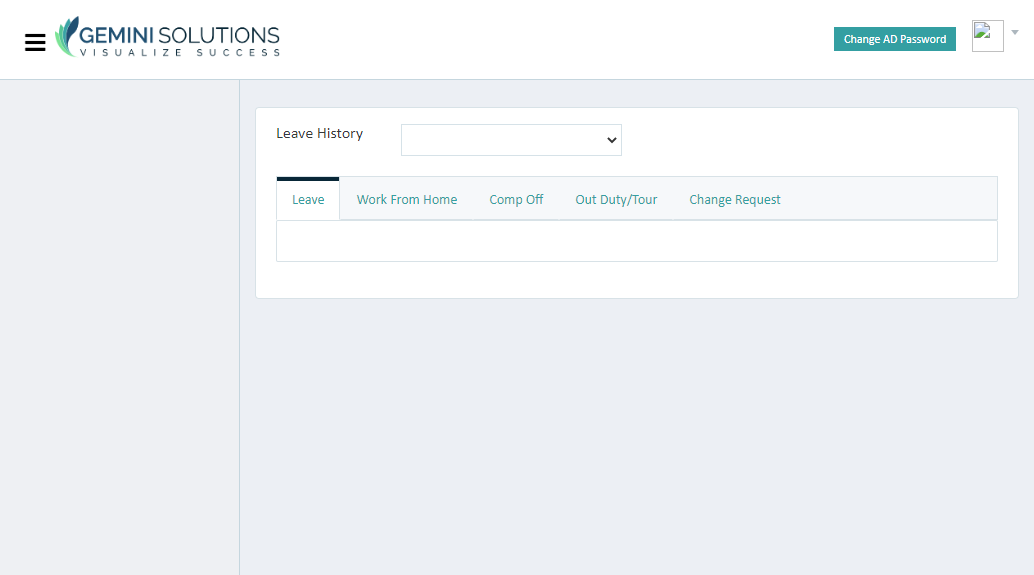 GEMINI SOLUTIONS
VISUALIZE SUCCESS
Change AD Password
Leave History
Leave
Work From Home
Comp Off
Out Duty/Tour
Change Request